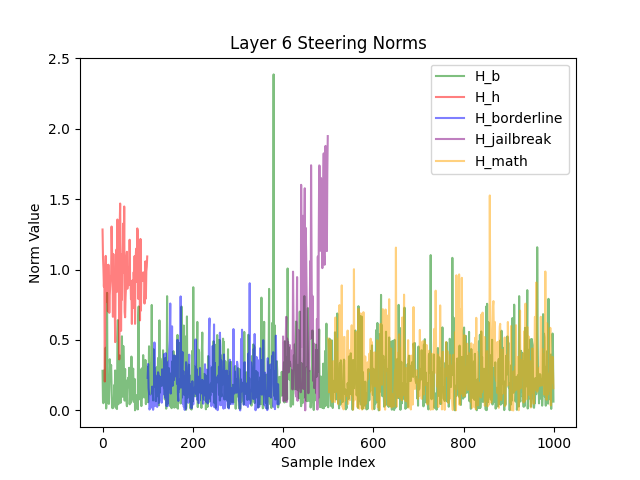 Layer 6 Steering Norms
2.5
2.0
1.5
1.0
0.5
0.0
Norm Value
H_b
H_h
H_borderline
H_jailbreak
H_math
0
200
400
600
800
1000
Sample Index